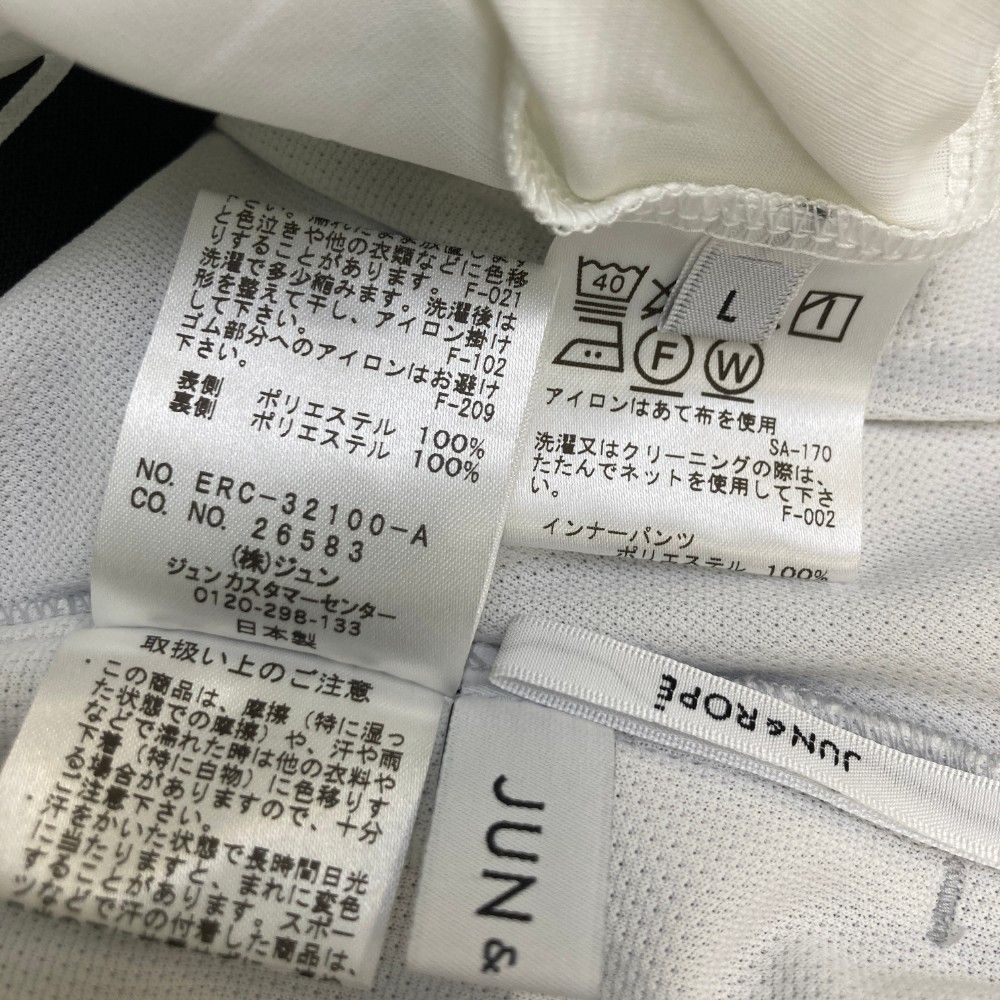 と色泣きや他の衣類などに色移
りすることがあります。
F-021
洗濯で多少縮みます。洗濯後は
形を整えて干し、アイロン掛け
して下さい。
F-102
ゴム部分へのアイロンはお避け
下さい。
F-209
表側 ポリエステル 100%
裏側 ポリエステル 100%
NO. ERC-32100-A
CO. NO. 26583
(株)ジュン
ジュンカスタマーセンター
0120-298-133
日本製
40
L
F
W
アイロンはあて布を使用
SA-170
洗濯又はクリーニングの際は、
たたんでネットを使用して下さ
い。
F-002
インナーパンツ
ポリエステル 100%
取扱い上のご注意
・この商品は、摩擦(特に湿っ
た状態での摩擦)や、汗や雨
などで濡れた時は他の衣料や
下着(特に白物)に色移りす
る場合がありますので、十分
ご注意下さい。
・汗をかいた状態で長時間日光
に当たりますと、まれに変色
することがあります。スポー
ツなどで汗の付着した商品は、
JUN &
JUN & ROPÉ